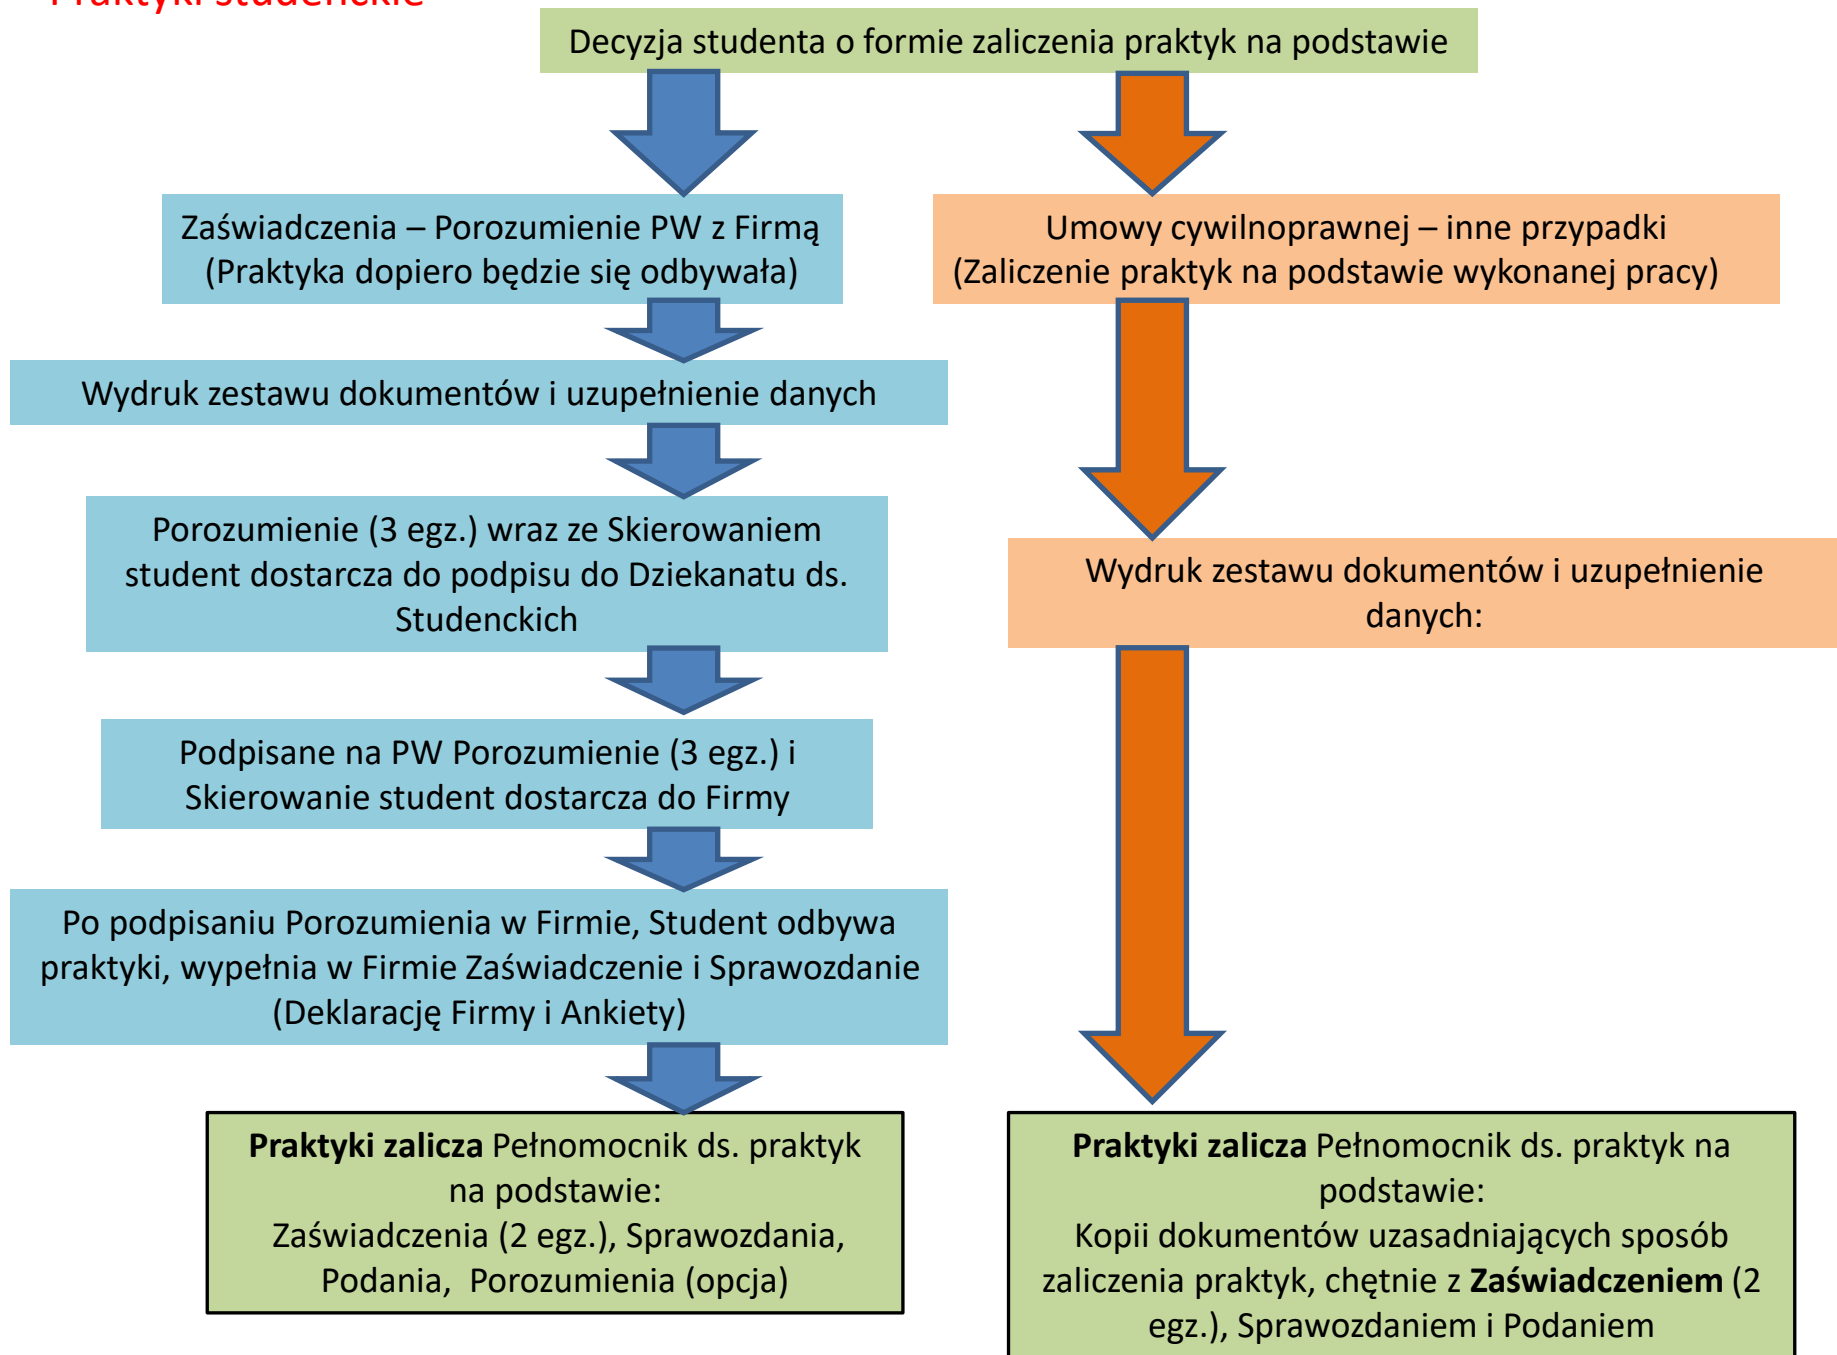 Praktyki studenckie
Decyzja studenta o formie zaliczenia praktyk na podstawie
Zaświadczenia – Porozumienie PW z Firmą
(Praktyka dopiero będzie się odbywała)
Wydruk zestawu dokumentów i uzupełnienie danych
Porozumienie (3 egz.) wraz ze Skierowaniem
student dostarcza do podpisu do Dziekanatu ds.
Studenckich
Podpisane na PW Porozumienie (3 egz.) i
Skierowanie student dostarcza do Firmy
Po podpisaniu Porozumienia w Firmie, Student odbywa
praktyki, wypełnia w Firmie Zaświadczenie i Sprawozdanie
(Deklarację Firmy i Ankiety)
Praktyki zalicza Pełnomocnik ds. praktyk
na podstawie:
Zaświadczenia (2 egz.), Sprawozdania,
Podania, Porozumienia (opcja)
Umowy cywilnoprawnej – inne przypadki
(Zaliczenie praktyk na podstawie wykonanej pracy)
Wydruk zestawu dokumentów i uzupełnienie
danych:
Praktyki zalicza Pełnomocnik ds. praktyk na
podstawie:
Kopii dokumentów uzasadniających sposób
zaliczenia praktyk, chętnie z Zaświadczeniem (2
egz.), Sprawozdaniem i Podaniem